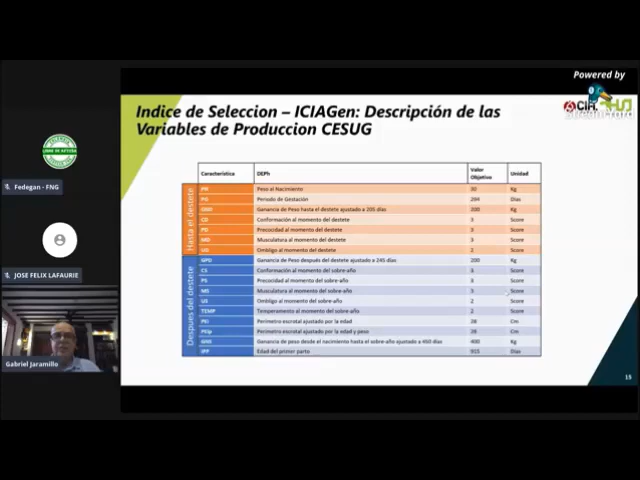 Powered by
StreamYard
Indice de Seleccion – ICIAGen: Descripción de las
Variables de Produccion CESUG
Característica DEPh Valor Objetivo Unidad
Hasta el destete
PN Peso al Nacimiento 30 Kg
PG Periodo de Gestación 294 Días
GND Ganancia de Peso hasta el destete ajustado a 205 días 200 Kg
CD Conformación al momento del destete 3 Score
PD Precocidad al momento del destete 3 Score
MD Musculatura al momento del destete 3 Score
UD Ombligo al momento del destete 2 Score
Despues del destete
GPD Ganancia de Peso después del destete ajustado a 245 días 200 Kg
CS Conformación al momento del sobre-año 3 Score
PS Precocidad al momento del sobre-año 3 Score
MS Musculatura al momento del sobre-año 3 Score
US Ombligo al momento del sobre-año 2 Score
TEMP Temperamento al momento del sobre-año 2 Score
PEi Perímetro escrotal ajustado por la edad 28 Cm
PEip Perímetro escrotal ajustado por la edad y peso 28 Cm
GNS Ganancia de peso desde el nacimiento hasta el sobre-año ajustado a 450 días 400 Kg
IPP Edad del primer parto 915 Días
15
Fedegan - FNG
JOSE FELIX LAFAURIE
Gabriel Jaramillo